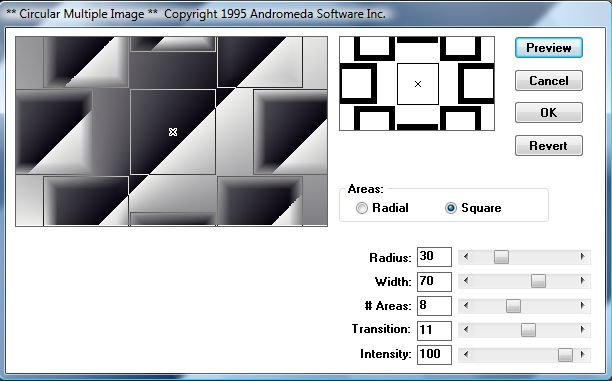 ** Circular Multiple Image ** Copyright 1995 Andromeda Software Inc.
Preview
Cancel
OK
Revert
Areas:
Radial Square
Radius: 30
Width: 70
# Areas: 8
Transition: 11
Intensity: 100